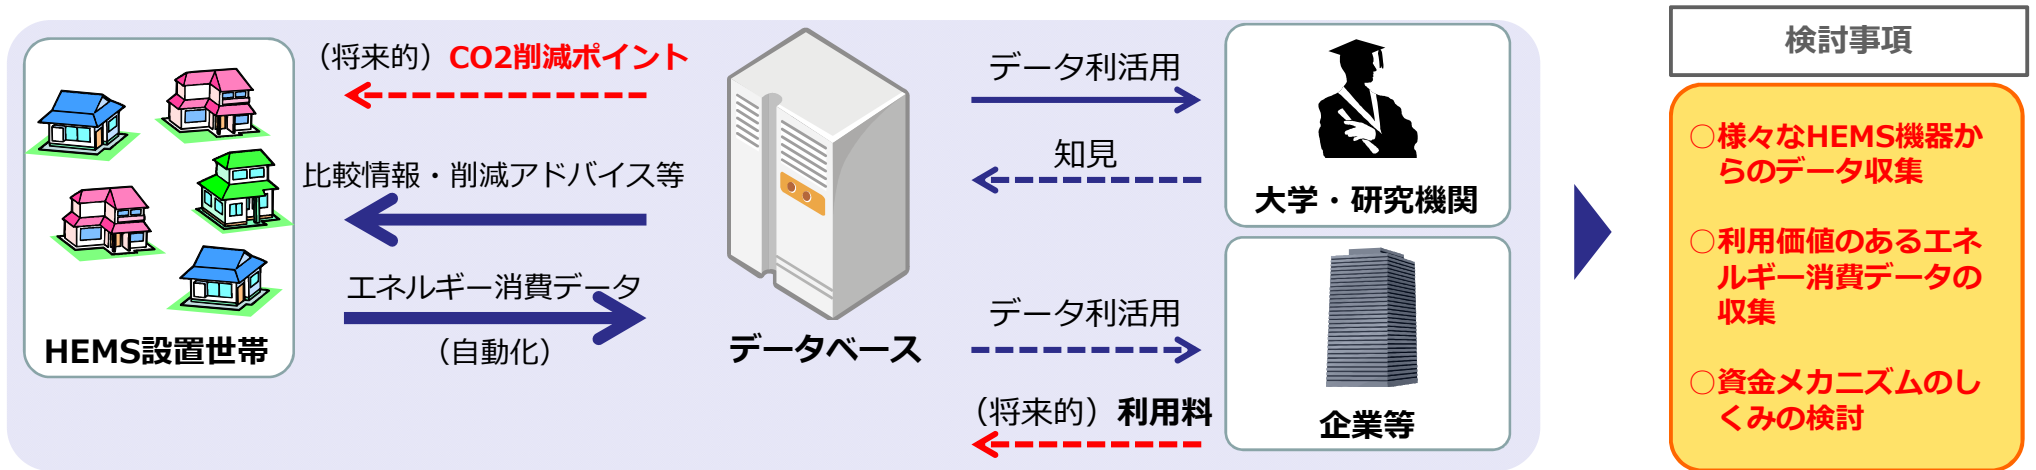 （将来的）CO2削減ポイント
比較情報・削減アドバイス等
エネルギー消費データ
（自動化）
HEMS設置世帯
データベース
データ利活用
知見
大学・研究機関
データ利活用
（将来的）利用料
企業等
検討事項
○様々なHEMS機器か
らのデータ収集
○利用価値のあるエネ
ルギー消費データの
収集
○資金メカニズムのし
くみの検討